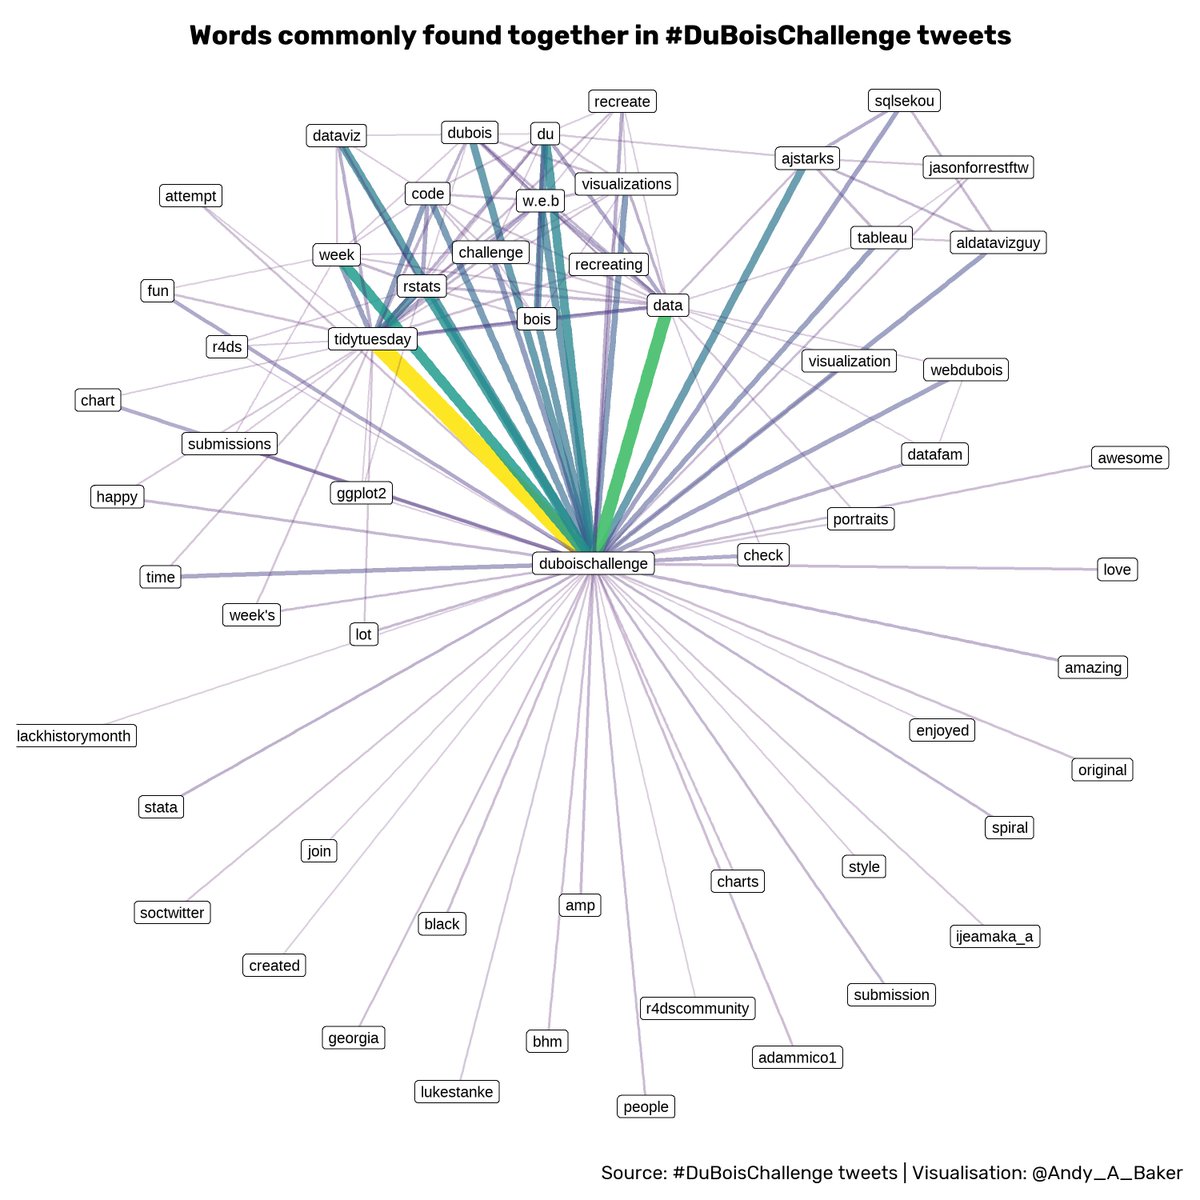 Words commonly found together in #DuBoisChallenge tweets
recreate
sqlsekou
dataviz
dubois
du
ajstarks
jasonforrestftw
visualizations
attempt
code
w.e.b
tableau
aldatavizguy
week
challenge
recreating
fun
rstats
data
bois
tidytuesday
r4ds
visualization
webdubois
chart
submissions
datafam
awesome
happy
ggplot2
portraits
check
duboischallenge
love
time
week's
lot
amazing
lackhistorymonth
enjoyed
original
stata
spiral
join
style
charts
amp
soctwitter
black
ijeamaka_a
created
submission
r4dscommunity
georgia
bhm
adammico1
lukestanke
people
Source: #DuBoisChallenge tweets | Visualisation: @Andy_A_Baker